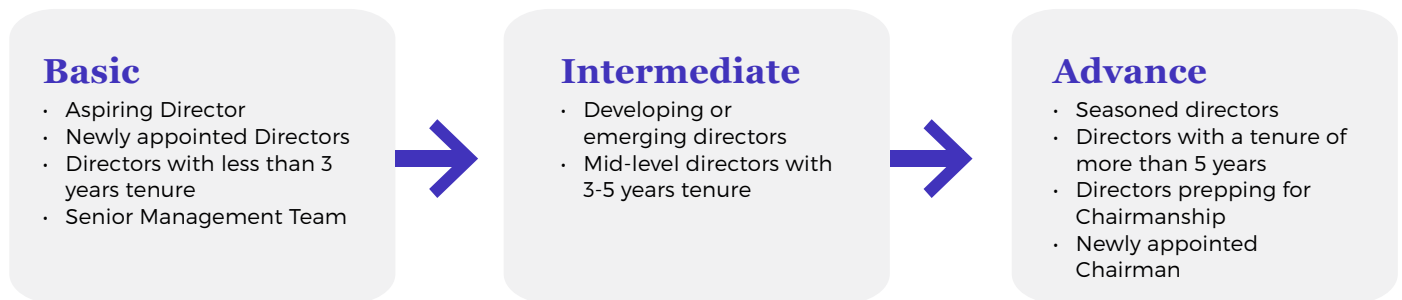 Basic
• Aspiring Director
• Newly appointed Directors
• Directors with less than 3
years tenure
• Senior Management Team
Intermediate
• Developing or
emerging directors
• Mid-level directors with
3-5 years tenure
Advance
• Seasoned directors
• Directors with a tenure of
more than 5 years
• Directors prepping for
Chairmanship
• Newly appointed
Chairman